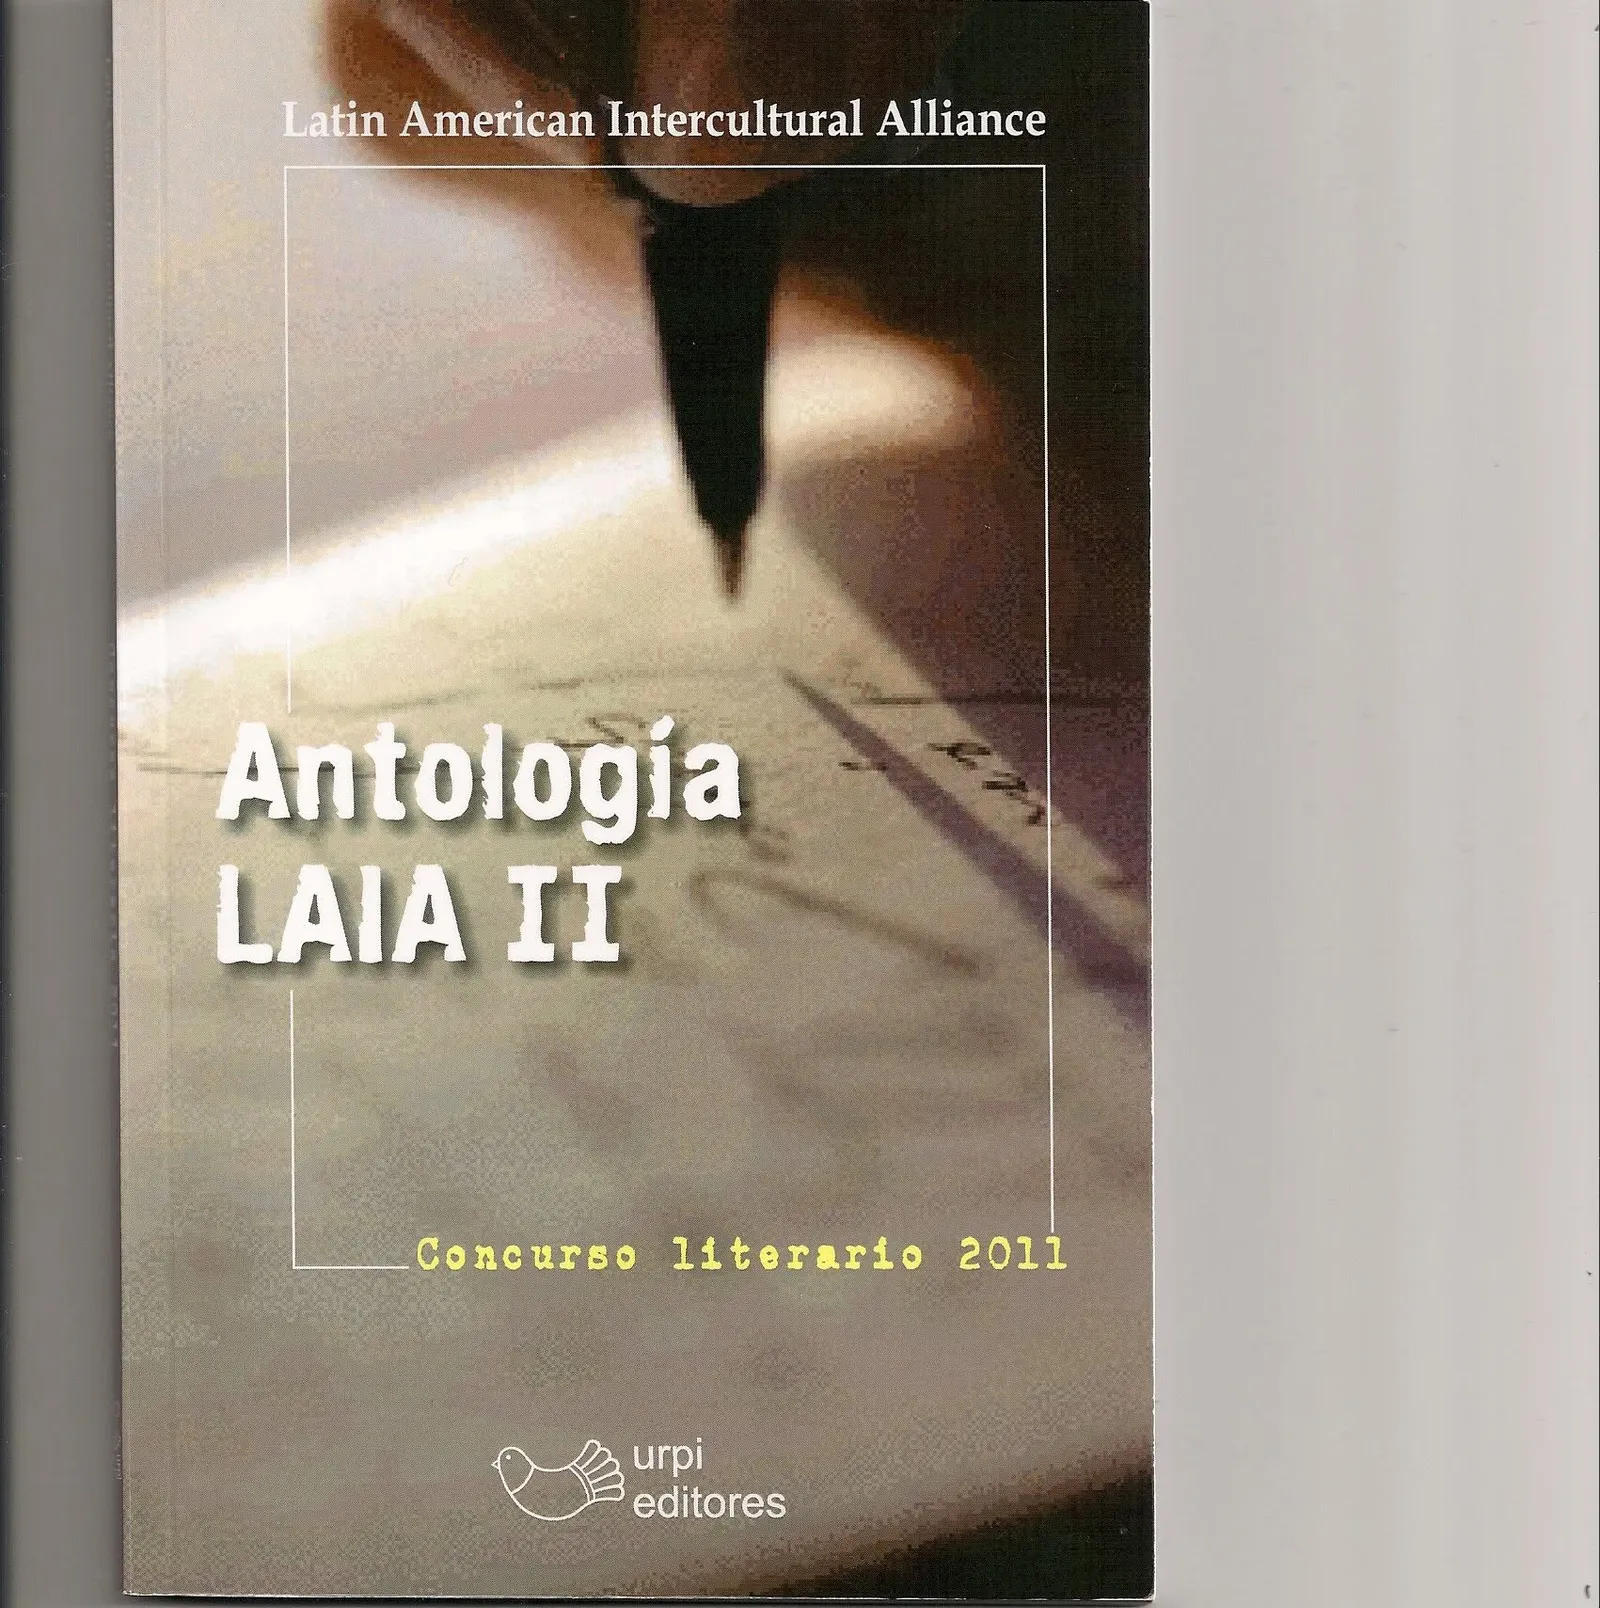 Latin American Intercultural Alliance
Antología
LAIA II
Concurso literario 2011
urpi
editores